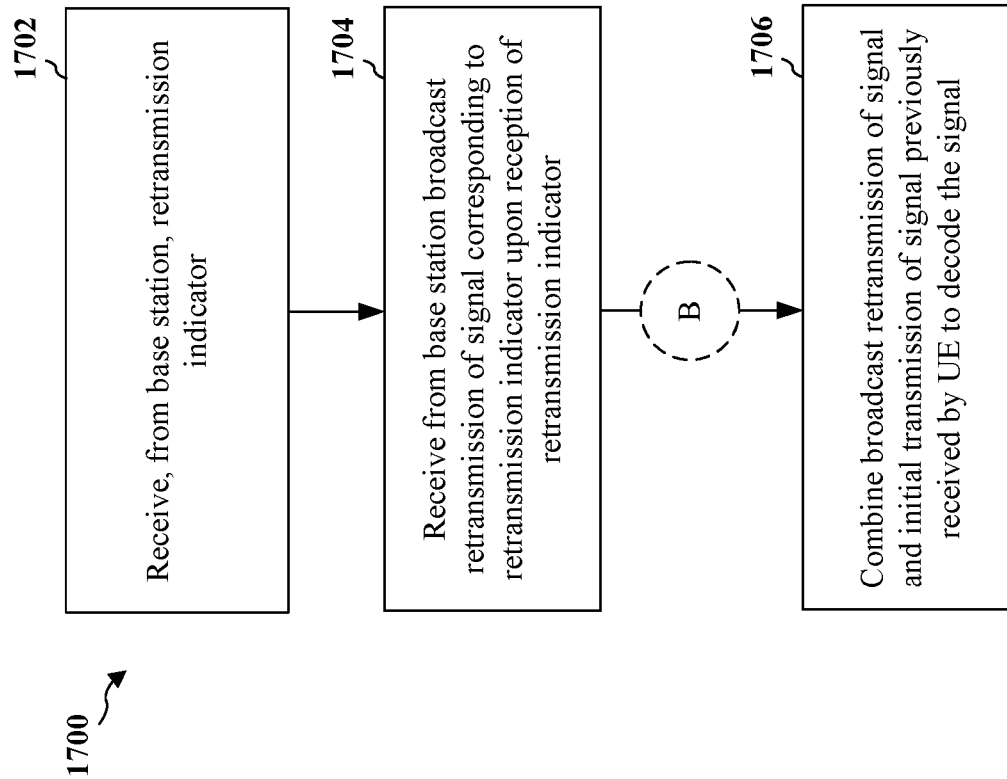 1700
1702
Receive, from base station, retransmission
indicator
1704
Receive from base station broadcast
retransmission of signal corresponding to
retransmission indicator upon reception of
retransmission indicator
B
1706
Combine broadcast retransmission of signal
and initial transmission of signal previously
received by UE to decode the signal